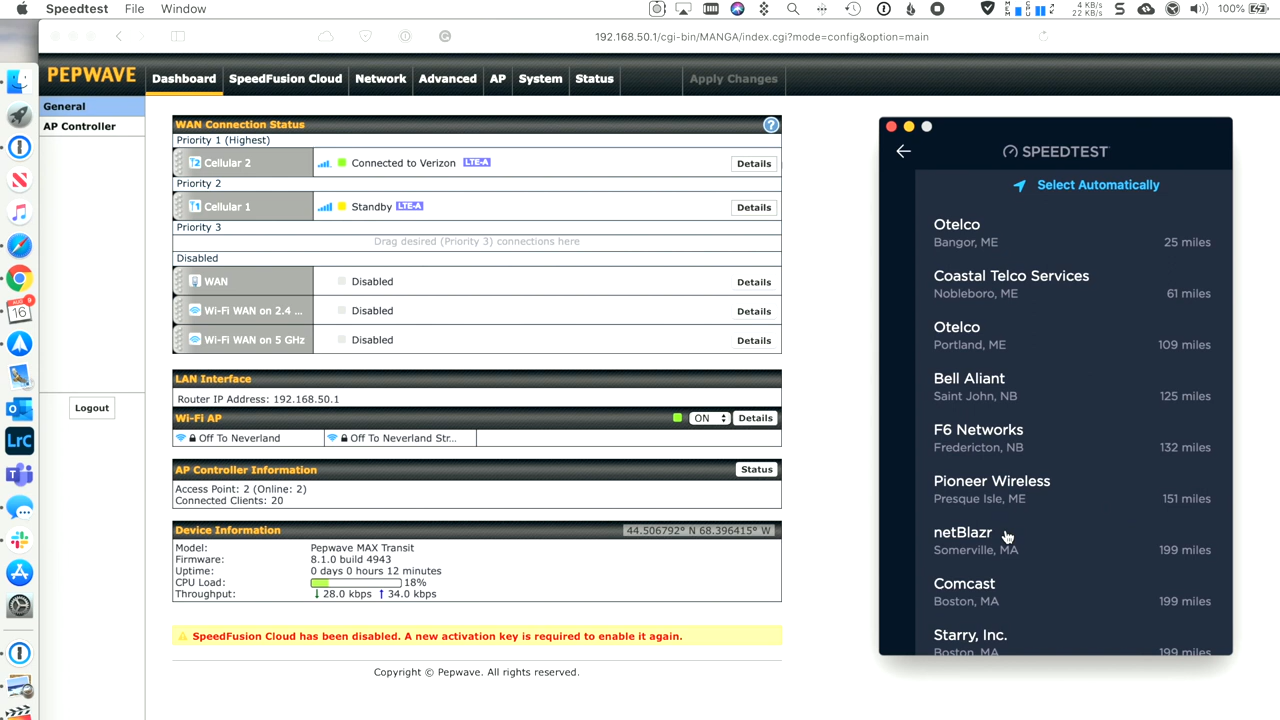 Speedtest File Window
4 KB/s
22 KB/s
100%
192.168.50.1/cgi-bin/MANGA/index.cgi?mode=config&option=main
PEPWAVE Dashboard SpeedFusion Cloud Network Advanced AP System Status Apply Changes
General
AP Controller
Logout
WAN Connection Status
Priority 1 (Highest)
Cellular 2 Connected to Verizon LTE-A Details
Priority 2
Cellular 1 Standby LTE-A Details
Priority 3
Drag desired (Priority 3) connections here
Disabled
WAN Disabled Details
Wi-Fi WAN on 2.4 ... Disabled Details
Wi-Fi WAN on 5 GHz Disabled Details
LAN Interface
Router IP Address: 192.168.50.1
Wi-Fi AP ON Details
Off To Neverland Off To Neverland Str...
AP Controller Information Status
Access Point: 2 (Online: 2)
Connected Clients: 20
Device Information 44.506792° N 68.396415° W
Model: Pepwave MAX Transit
Firmware: 8.1.0 build 4943
Uptime: 0 days 0 hours 12 minutes
CPU Load: 18%
Throughput: ↓ 28.0 kbps ↑ 34.0 kbps
SpeedFusion Cloud has been disabled. A new activation key is required to enable it again.
Copyright © Pepwave. All rights reserved.
SPEEDTEST
Select Automatically
Otelco
Bangor, ME 25 miles
Coastal Telco Services
Nobleboro, ME 61 miles
Otelco
Portland, ME 109 miles
Bell Aliant
Saint John, NB 125 miles
F6 Networks
Fredericton, NB 132 miles
Pioneer Wireless
Presque Isle, ME 151 miles
netBlazr
Somerville, MA 199 miles
Comcast
Boston, MA 199 miles
Starry, Inc.
Boston, MA 199 miles
16
LrC